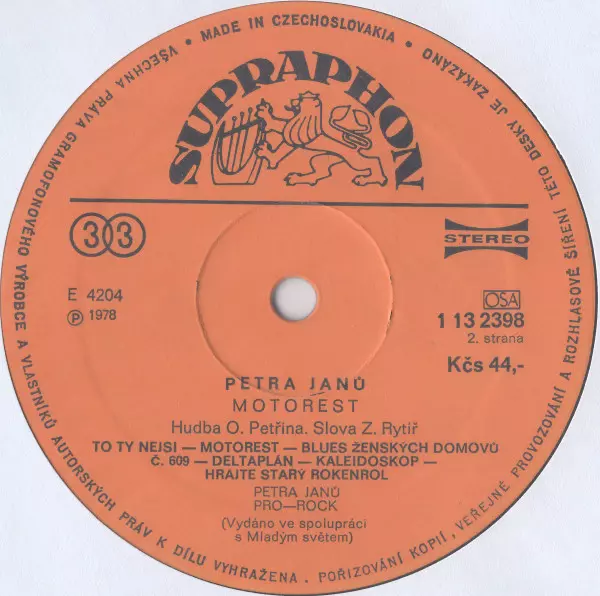 • MADE IN CZECHOSLOVAKIA •
VŠECHNA PRÁVA GRAMOFONOVÉHO VÝROBCE A VLASTNÍKŮ AUTORSKÝCH PRÁV K DÍLU VYHRAŽENA. POŘIZOVÁNÍ KOPIÍ, VEŘEJNÉ PROVOZOVÁNÍ A ROZHLASOVÉ ŠÍŘENÍ TÉTO DESKY JE ZAKÁZÁNO
SUPRAPHON
33
STEREO
E 4204
℗ 1978
OSA
1 13 2398
2. strana
Kčs 44,-
PETRA JANŮ
MOTOREST
Hudba O. Petřina. Slova Z. Rytíř
TO TY NEJSI — MOTOREST — BLUES ŽENSKÝCH DOMOVŮ
Č. 609 — DELTAPLÁN — KALEIDOSKOP —
HRAJTE STARÝ ROKENROL
PETRA JANŮ
PRO—ROCK
(Vydáno ve spolupráci
s Mladým světem)